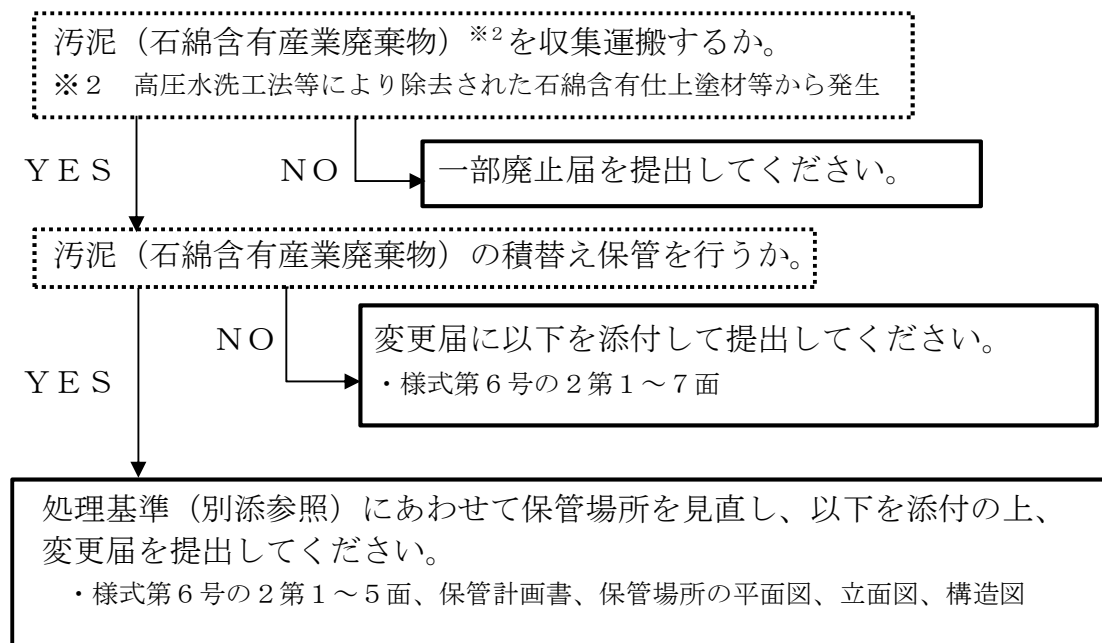 汚泥（石綿含有産業廃棄物）※2を収集運搬するか。
※２　高圧水洗工法等により除去された石綿含有仕上塗材等から発生
ＹＥＳ
ＮＯ
一部廃止届を提出してください。
汚泥（石綿含有産業廃棄物）の積替え保管を行うか。
ＮＯ
変更届に以下を添付して提出してください。
・様式第６号の２第１～７面
ＹＥＳ
処理基準（別添参照）にあわせて保管場所を見直し、以下を添付の上、
変更届を提出してください。
・様式第６号の２第１～５面、保管計画書、保管場所の平面図、立面図、構造図